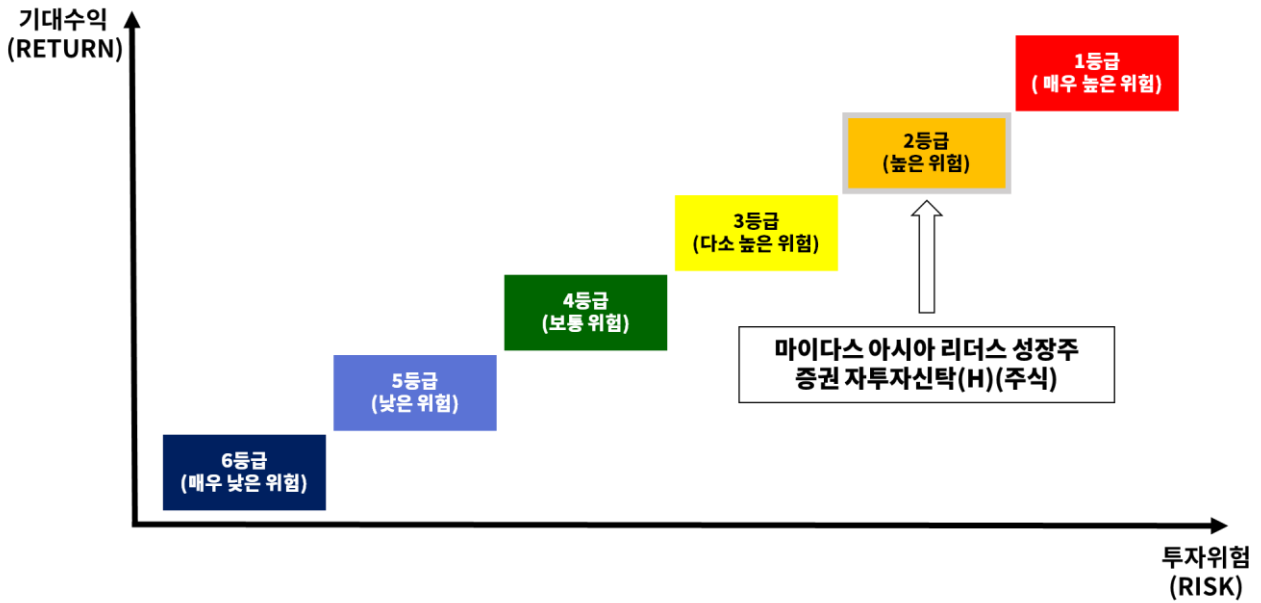 기대수익
(RETURN)
1등급
( 매우 높은 위험)
2등급
(높은 위험)
3등급
(다소 높은 위험)
4등급
(보통 위험)
마이다스 아시아 리더스 성장주
증권 자투자신탁(H)(주식)
5등급
(낮은 위험)
6등급
(매우 낮은 위험)
투자위험
(RISK)